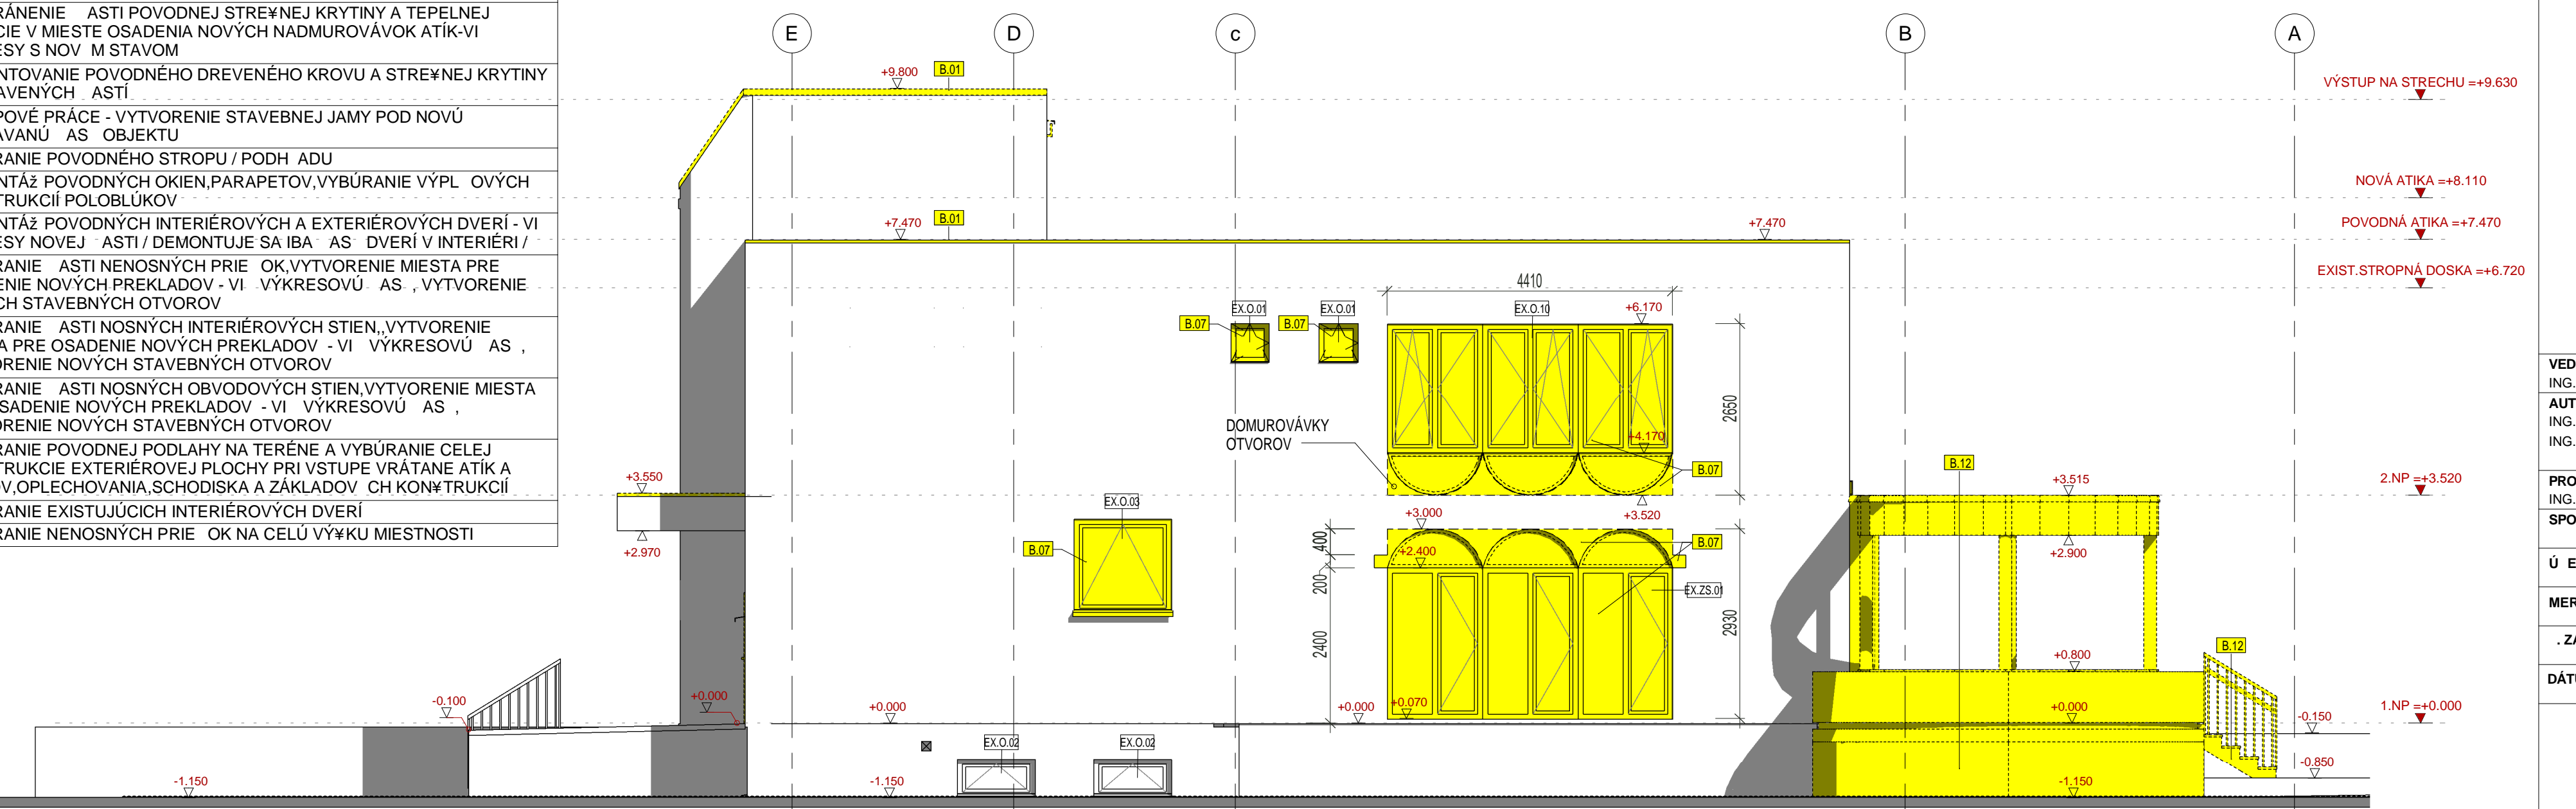 RÁNENIE ASTI POVODNEJ STRE¥NEJ KRYTINY A TEPELNEJ
CIE V MIESTE OSADENIA NOVÝCH NADMUROVÁVOK ATÍK-VI
ESY S NOV M STAVOM
NTOVANIE POVODNÉHO DREVENÉHO KROVU A STRE¥NEJ KRYTINY
AVENÝCH ASTÍ
POVÉ PRÁCE - VYTVORENIE STAVEBNEJ JAMY POD NOVÚ
AVANÚ AS OBJEKTU
RANIE POVODNÉHO STROPU / PODH ADU
NTÁž POVODNÝCH OKIEN,PARAPETOV,VYBÚRANIE VÝPL OVÝCH
TRUKCIÍ POLOBLÚKOV
NTÁž POVODNÝCH INTERIÉROVÝCH A EXTERIÉROVÝCH DVERÍ - VI
ESY NOVEJ ASTI / DEMONTUJE SA IBA AS DVERÍ V INTERIÉRI /
RANIE ASTI NENOSNÝCH PRIE OK,VYTVORENIE MIESTA PRE
ENIE NOVÝCH PREKLADOV - VI VÝKRESOVÚ AS , VYTVORENIE
CH STAVEBNÝCH OTVOROV
RANIE ASTI NOSNÝCH INTERIÉROVÝCH STIEN,,VYTVORENIE
A PRE OSADENIE NOVÝCH PREKLADOV - VI VÝKRESOVÚ AS ,
ORENIE NOVÝCH STAVEBNÝCH OTVOROV
RANIE ASTI NOSNÝCH OBVODOVÝCH STIEN,VYTVORENIE MIESTA
SADENIE NOVÝCH PREKLADOV - VI VÝKRESOVÚ AS ,
ORENIE NOVÝCH STAVEBNÝCH OTVOROV
RANIE POVODNEJ PODLAHY NA TERÉNE A VYBÚRANIE CELEJ
TRUKCIE EXTERIÉROVEJ PLOCHY PRI VSTUPE VRÁTANE ATÍK A
OV,OPLECHOVANIA,SCHODISKA A ZÁKLADOV CH KON¥TRUKCIÍ
RANIE EXISTUJÚCICH INTERIÉROVÝCH DVERÍ
RANIE NENOSNÝCH PRIE OK NA CELÚ VÝ¥KU MIESTNOSTI
E
D
c
B
A
+9.800
B.01
VÝSTUP NA STRECHU =+9.630
NOVÁ ATIKA =+8.110
+7.470
B.01
+7.470
POVODNÁ ATIKA =+7.470
EXIST.STROPNÁ DOSKA =+6.720
4410
EX.O.01
EX.O.01
EX.O.10
+6.170
B.07
B.07
2650
DOMUROVÁVKY
OTVOROV
+4.170
B.07
B.12
+3.550
EX.O.03
+3.515
2.NP =+3.520
+3.000
+3.520
400
B.07
B.07
+2.970
+2.400
+2.900
200
EX.ZS.01
2930
2400
+0.800
B.12
-0.100
+0.000
+0.000
+0.000
+0.070
+0.000
-0.150
1.NP =+0.000
EX.O.02
EX.O.02
-1.150
-1.150
-1.150
-0.850
VED
ING.
AUT
ING.
ING.
PRO
ING.
SPO
Ú E
MER
. ZÁ
DÁTU